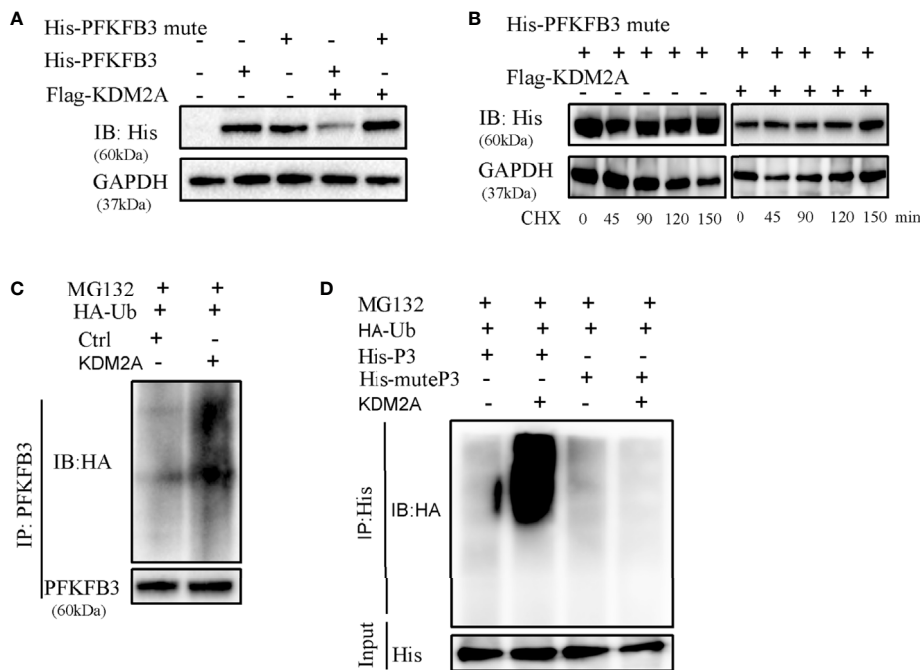 A
His-PFKFB3 mute - - + - +
His-PFKFB3 - + - + -
Flag-KDM2A - - - + +
IB: His
(60kDa)
GAPDH
(37kDa)
B
His-PFKFB3 mute + + + + + + + + + +
Flag-KDM2A - - - - - + + + + +
IB: His
(60kDa)
GAPDH
(37kDa)
CHX 0 45 90 120 150 0 45 90 120 150 min
C
MG132 + +
HA-Ub + +
Ctrl + -
KDM2A - +
IP: PFKFB3
IB:HA
PFKFB3
(60kDa)
D
MG132 + + + +
HA-Ub + + + +
His-P3 + + - -
His-muteP3 - - + +
KDM2A - + - +
IP:His
IB:HA
Input
His